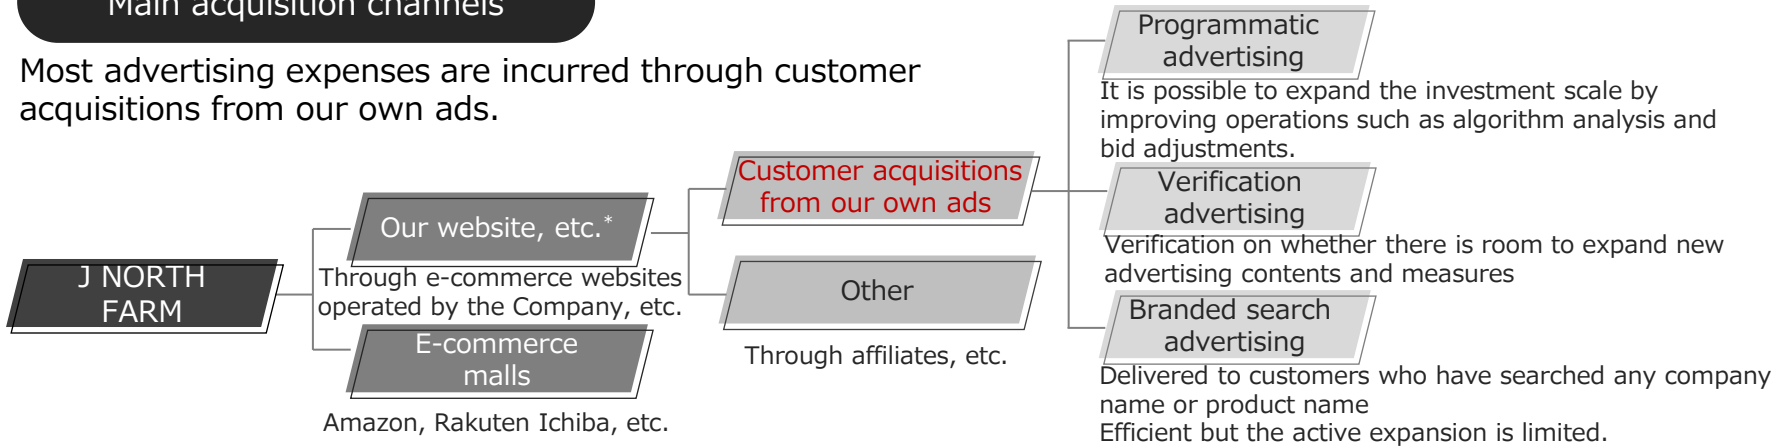 Main acquisition channels
Most advertising expenses are incurred through customer
acquisitions from our own ads.
J NORTH
FARM
Our website, etc.*
Through e-commerce websites
operated by the Company, etc.
E-commerce
malls
Amazon, Rakuten Ichiba, etc.
Customer acquisitions
from our own ads
Other
Through affiliates, etc.
Programmatic
advertising
It is possible to expand the investment scale by
improving operations such as algorithm analysis and
bid adjustments.
Verification
advertising
Verification on whether there is room to expand new
advertising contents and measures
Branded search
advertising
Delivered to customers who have searched any company
name or product name
Efficient but the active expansion is limited.